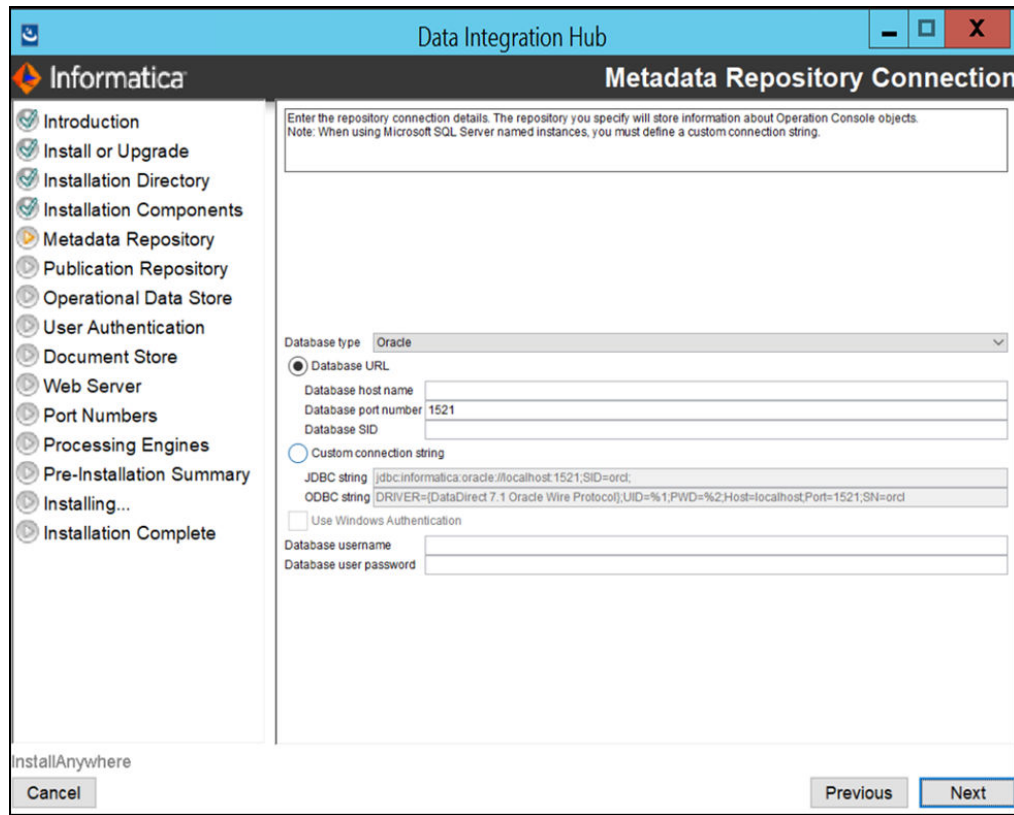 Data Integration Hub
Informatica
Metadata Repository Connection
Introduction
Install or Upgrade
Installation Directory
Installation Components
Metadata Repository
Publication Repository
Operational Data Store
User Authentication
Document Store
Web Server
Port Numbers
Processing Engines
Pre-Installation Summary
Installing...
Installation Complete
Enter the repository connection details. The repository you specify will store information about Operation Console objects.
Note: When using Microsoft SQL Server named instances, you must define a custom connection string.
Database type Oracle
Database URL
Database host name
Database port number 1521
Database SID
Custom connection string
JDBC string jdbc:informatica:oracle://localhost:1521;SID=orcl;
ODBC string DRIVER={DataDirect 7.1 Oracle Wire Protocol};UID=%1;PWD=%2;Host=localhost;Port=1521;SN=orcl
Use Windows Authentication
Database username
Database user password
InstallAnywhere
Cancel
Previous
Next